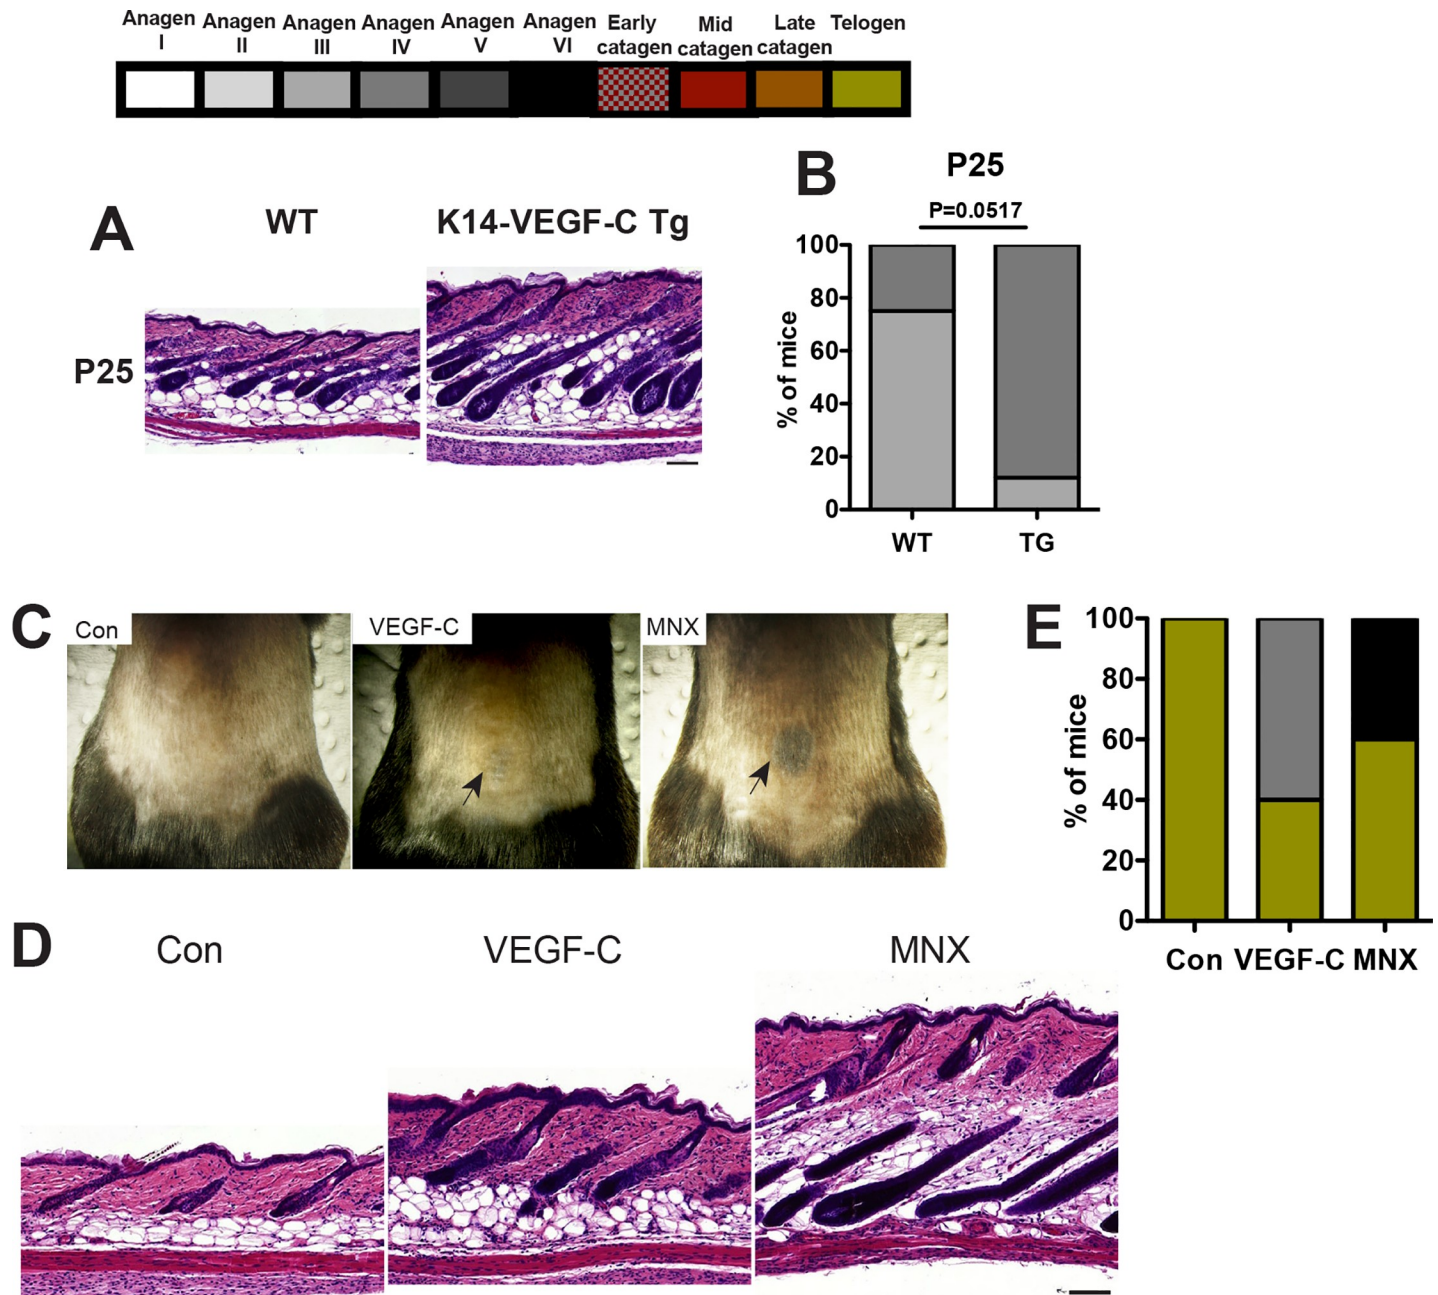 Anagen I
Anagen II
Anagen III
Anagen IV
Anagen V
Anagen VI
Early catagen
Mid catagen
Late catagen
Telogen
A
WT
K14-VEGF-C Tg
P25
B
P25
P=0.0517
% of mice
100
80
60
40
20
0
WT
TG
C
Con
VEGF-C
MNX
D
Con
VEGF-C
MNX
E
% of mice
100
80
60
40
20
0
Con
VEGF-C
MNX